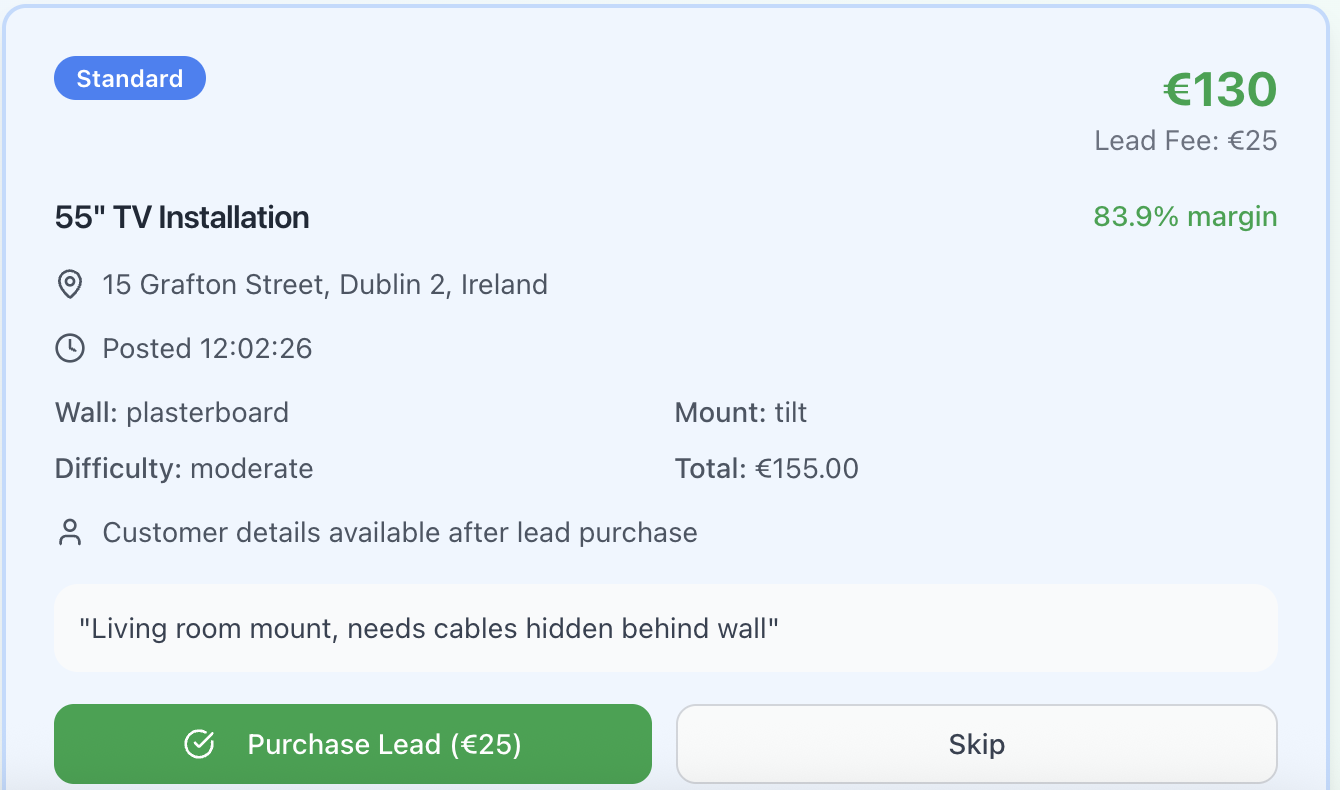 Standard
€130
Lead Fee: €25
55" TV Installation
83.9% margin
15 Grafton Street, Dublin 2, Ireland
Posted 12:02:26
Wall: plasterboard
Mount: tilt
Difficulty: moderate
Total: €155.00
Customer details available after lead purchase
"Living room mount, needs cables hidden behind wall"
Purchase Lead (€25)
Skip